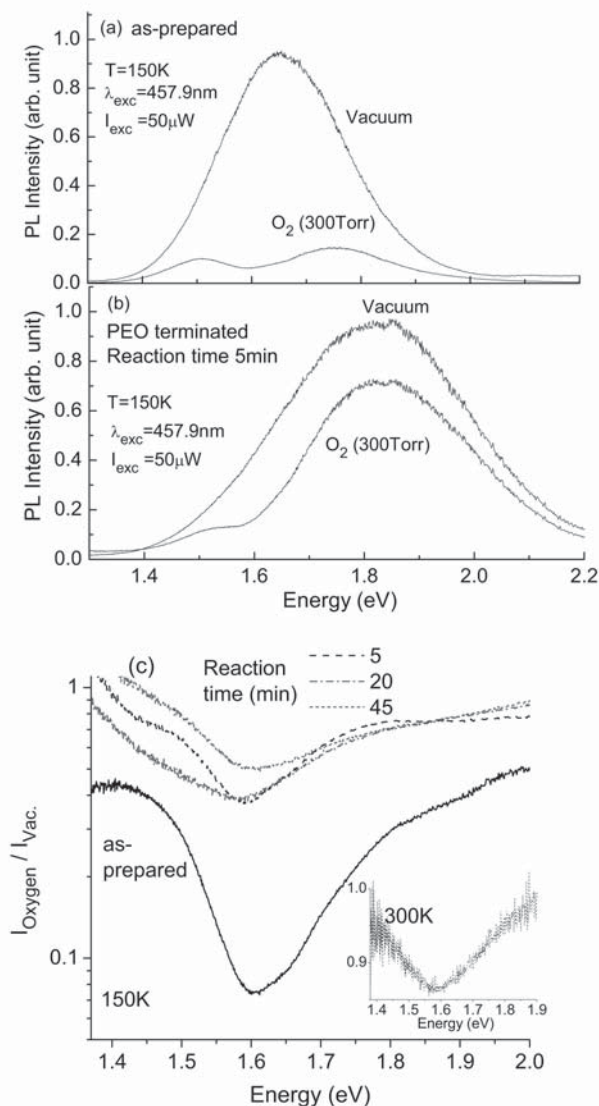 (a) as-prepared
T=150K
λexc=457.9nm
Iexc =50μW
Vacuum
O2 (300Torr)
PL Intensity (arb. unit)
1.0
0.8
0.6
0.4
0.2
0.0
(b)
PEO terminated
Reaction time 5min
T=150K
λexc=457.9nm
Iexc =50μW
Vacuum
O2 (300Torr)
PL Intensity (arb. unit)
1.0
0.8
0.6
0.4
0.2
0.0
1.4 1.6 1.8 2.0 2.2
Energy (eV)
(c)
Reaction
time (min)
5
20
45
1
0.1
IOxygen / IVac.
as-
prepared
150K
300K
1.0
0.9
1.4 1.5 1.6 1.7 1.8 1.9
Energy (eV)
1.4 1.5 1.6 1.7 1.8 1.9 2.0
Energy (eV)